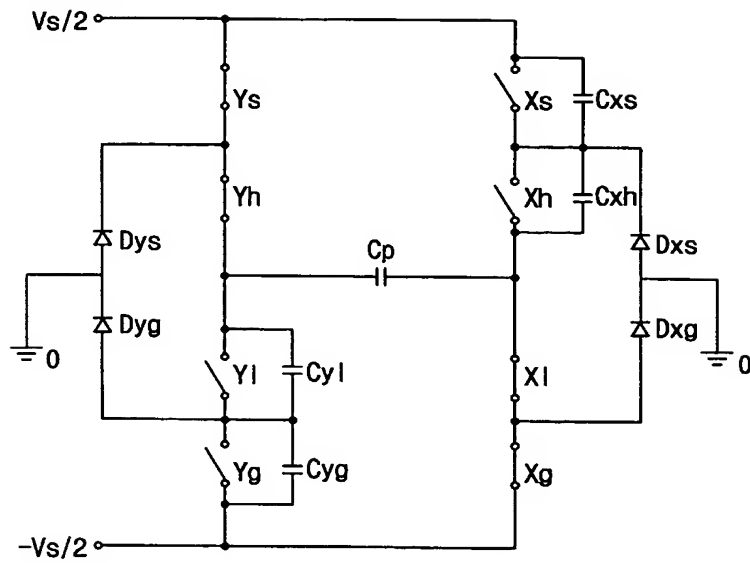 Vs/2
Ys
Xs
Cxs
Yh
Xh
Cxh
Dys
Cp
Dxs
Dyg
Dxg
0
Yl
Cyl
Xl
0
Yg
Cyg
Xg
-Vs/2